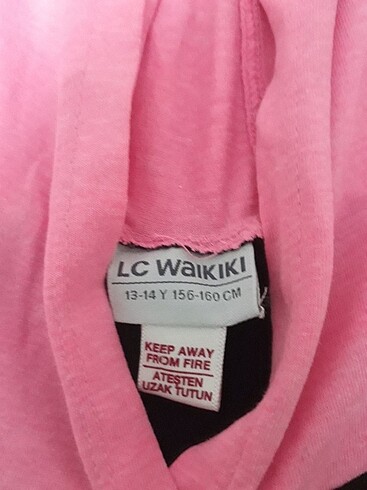 LC WaIKIKI
13-14 Y 156-160 CM
KEEP AWAY
FROM FIRE
ATEŞTEN
UZAK TUTUN